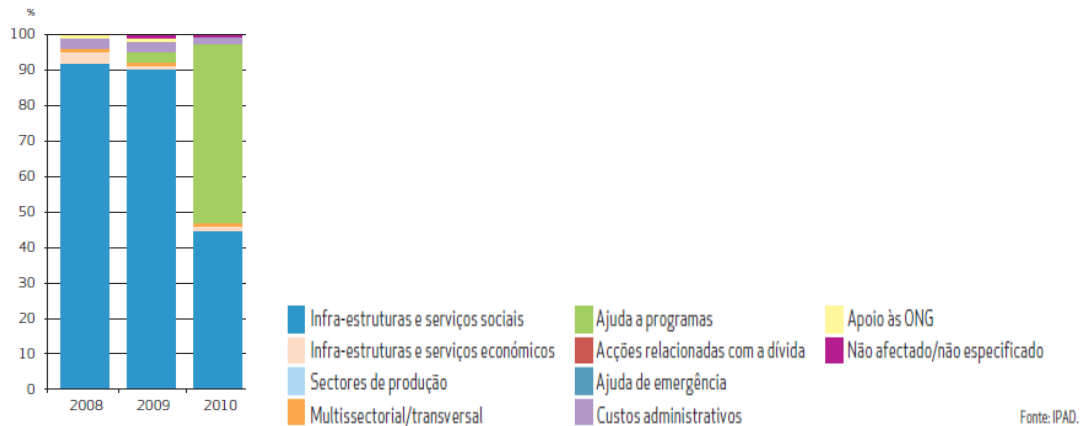 %
100
90
80
70
60
50
40
30
20
10
0
2008 2009 2010
Infra-estruturas e serviços sociais
Infra-estruturas e serviços económicos
Sectores de produção
Multissectorial/transversal
Ajuda a programas
Acções relacionadas com a dívida
Ajuda de emergência
Custos administrativos
Apoio às ONG
Não afectado/não especificado
Fonte: IPAD.